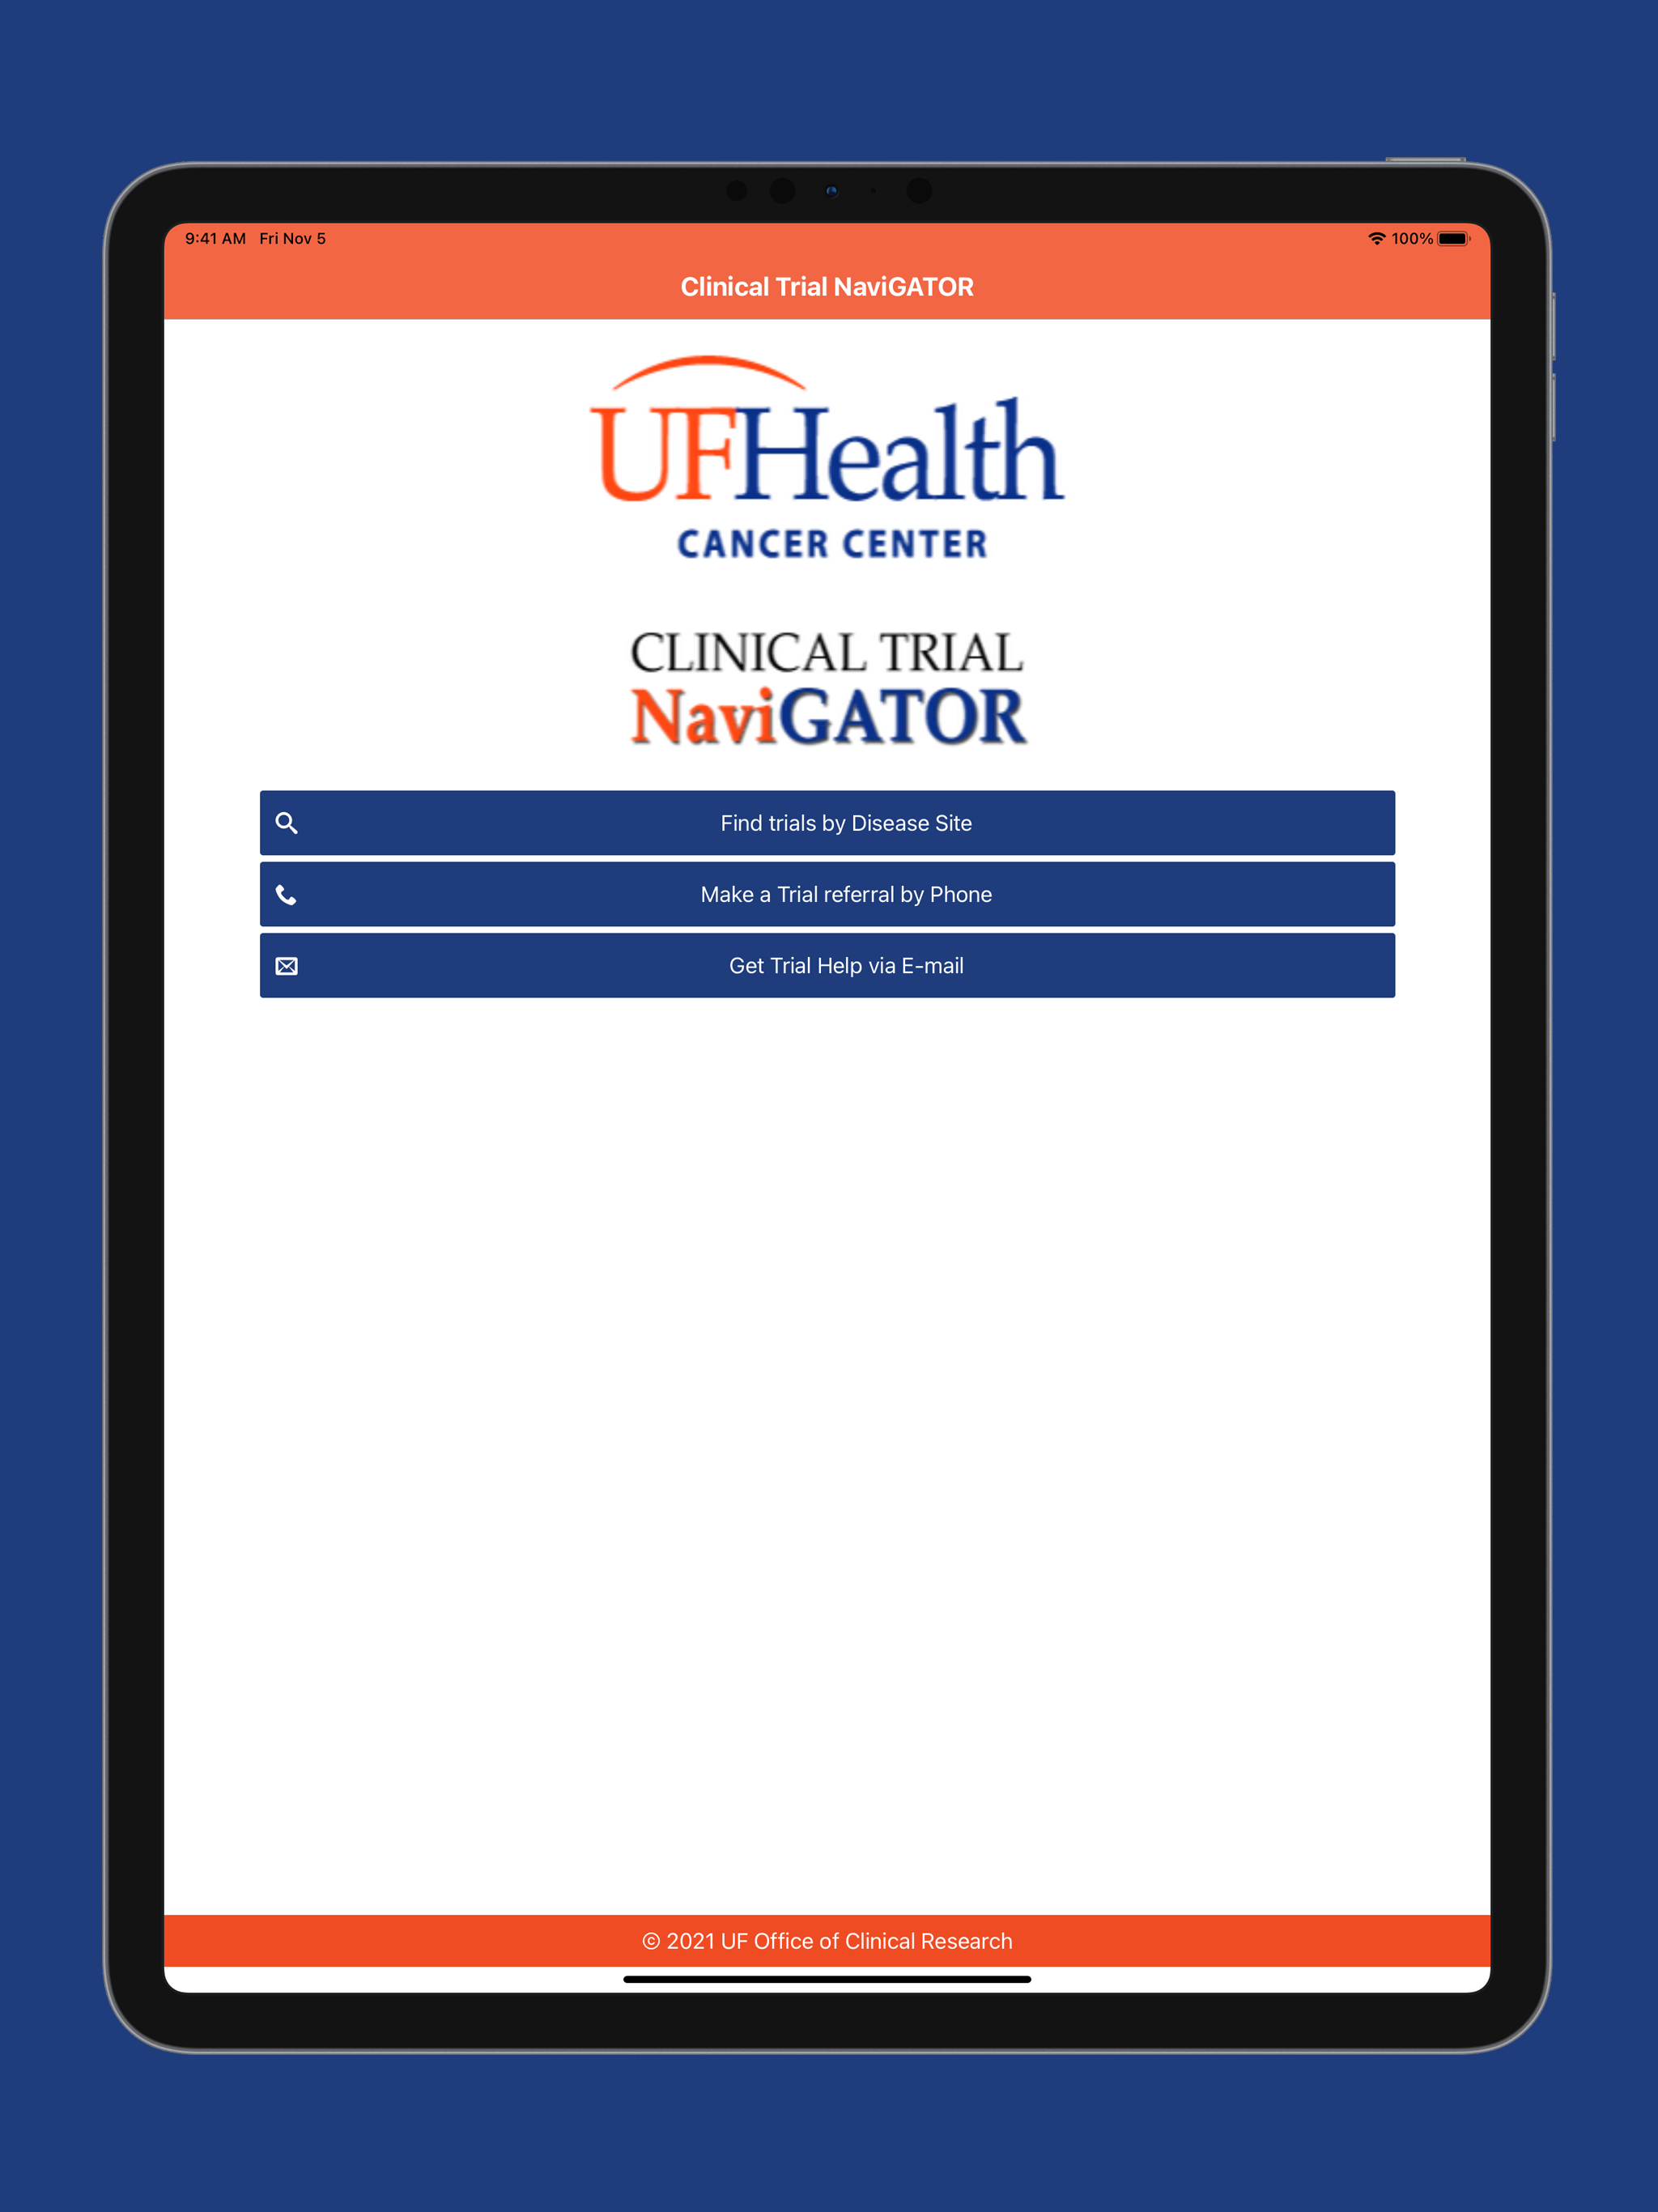 9:41 AM Fri Nov 5
100%
Clinical Trial NaviGATOR
UFHealth
CANCER CENTER
CLINICAL TRIAL
NaviGATOR
Find trials by Disease Site
Make a Trial referral by Phone
Get Trial Help via E-mail
© 2021 UF Office of Clinical Research